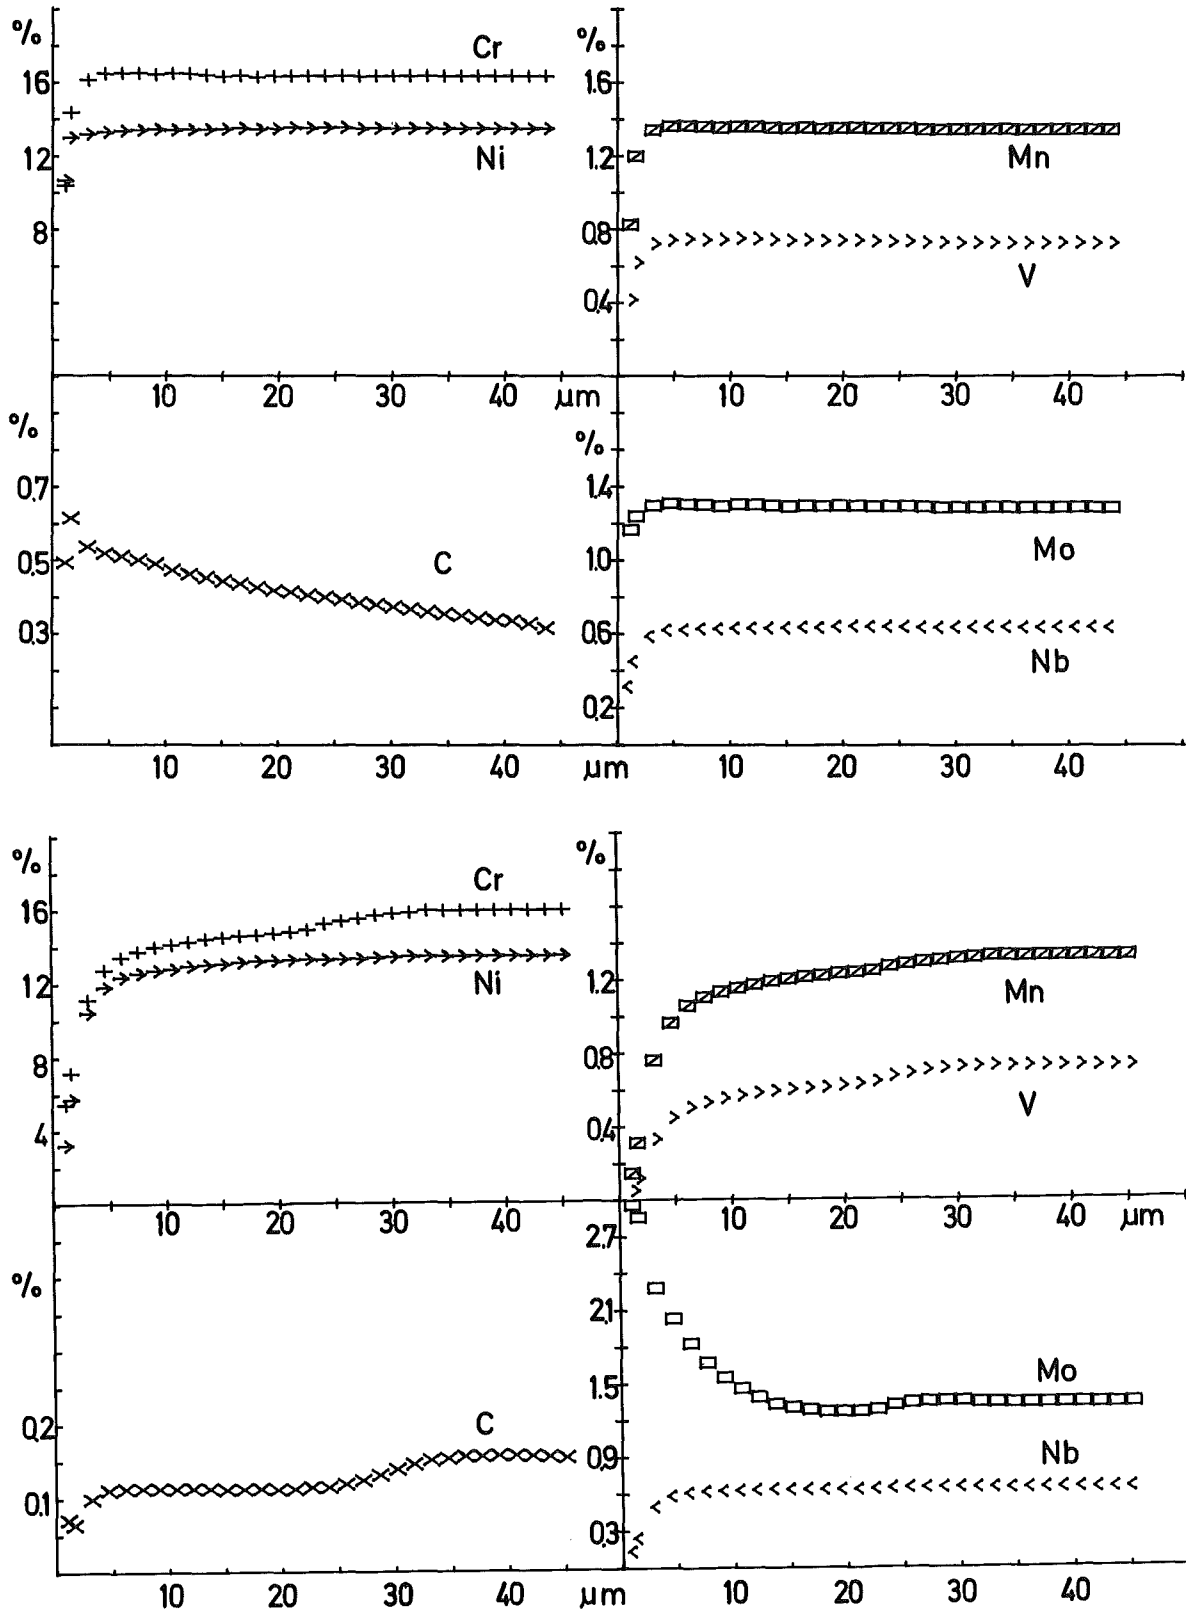 % Cr % 
16 1.6
Ni
12 1.2 Mn
8 0.8
V
0.4
10 20 30 40 µm 10 20 30 40
% %
0.7 1.4
0.5 C 1.0 Mo
0.3 0.6
Nb
0.2
10 20 30 40 µm 10 20 30 40
% Cr %
16
12 Ni 1.2 Mn
8 0.8
V
4 0.4
10 20 30 40 10 20 30 40 µm
2.7
%
2.1
Mo
1.5
0.2 C
Nb
0.9
0.1
0.3
10 20 30 40 µm 10 20 30 40